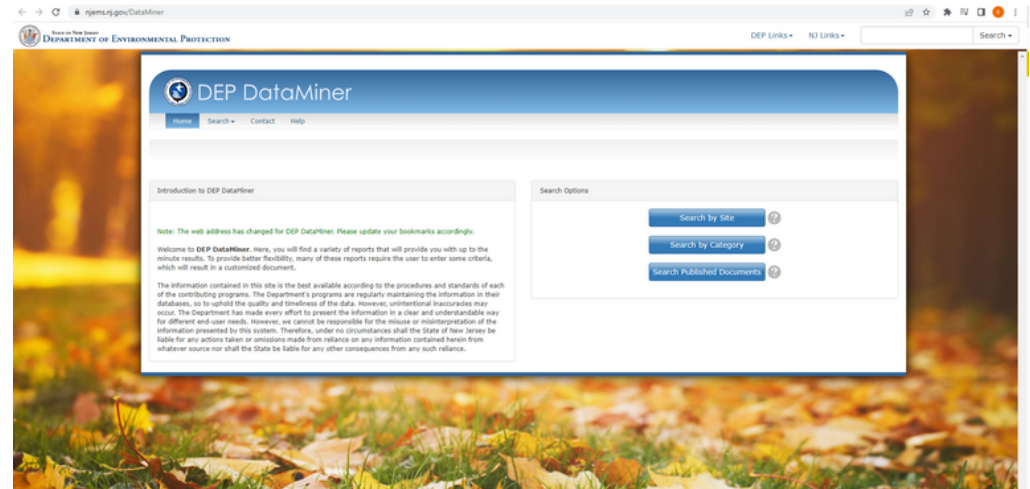 njems.nj.gov/DataMiner
STATE OF NEW JERSEY
DEPARTMENT OF ENVIRONMENTAL PROTECTION
DEP Links
NJ Links
Search
DEP DataMiner
Home
Search
Contact
Help
Introduction to DEP DataMiner
Note: The web address has changed for DEP DataMiner. Please update your bookmarks accordingly.
Welcome to DEP DataMiner. Here, you will find a variety of reports that will provide you with up to the
minute results. To provide better flexibility, many of these reports require the user to enter some criteria,
which will result in a customized document.
The information contained in this site is the best available according to the procedures and standards of each
of the contributing programs. The Department's programs are regularly maintaining the information in their
databases, so to uphold the quality and timeliness of the data. However, unintentional inaccuracies may
occur. The Department has made every effort to present the information in a clear and understandable way
for different end-user needs. However, we cannot be responsible for the misuse or misinterpretation of the
information presented by this system. Therefore, under no circumstances shall the State of New Jersey be
liable for any actions taken or omissions made from reliance on any information contained herein from
whatever source nor shall the State be liable for any other consequences from any such reliance.
Search Options
Search by Site
?
Search by Category
?
Search Published Documents
?